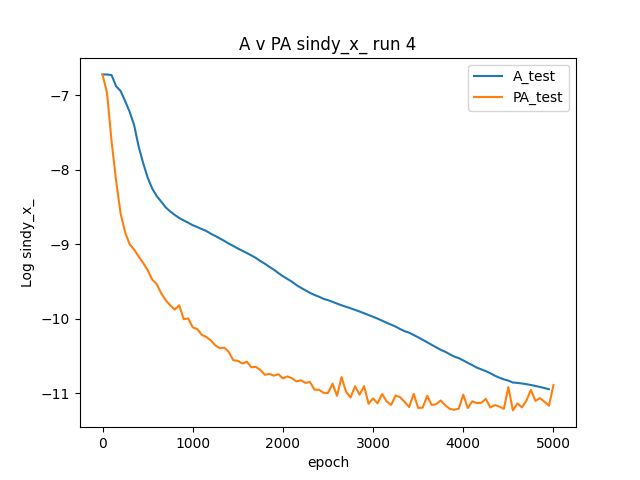 A v PA sindy_x_ run 4
A_test
PA_test
−7
−8
−9
−10
−11
Log sindy_x_
0
1000
2000
3000
4000
5000
epoch